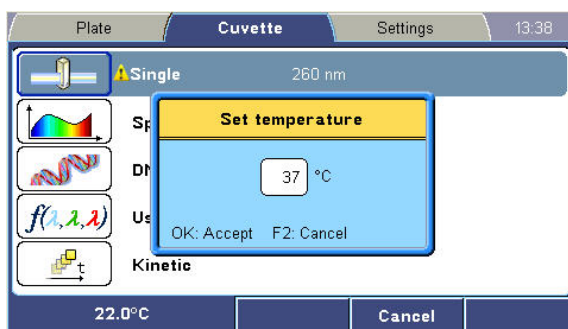 Plate Cuvette Settings 13:38
Single 260 nm
Sp
Set temperature
DN
37 °C
f(λ,λ,λ) Us
OK: Accept F2: Cancel
t Kinetic
22.0°C Cancel